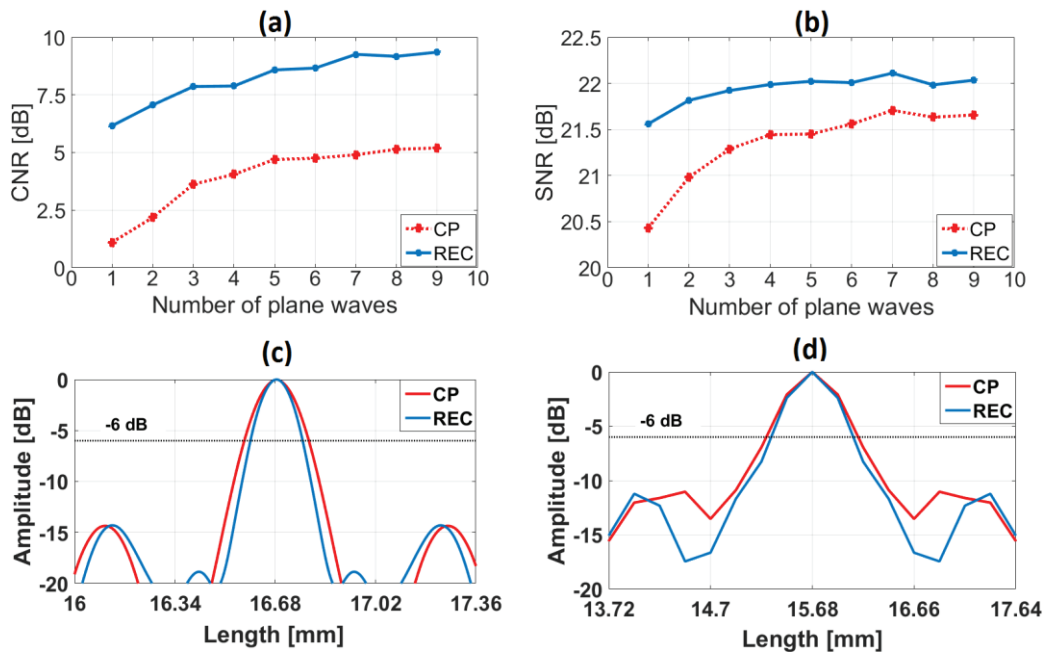 (a)
10
7.5
5
2.5
0
CNR [dB]
0 1 2 3 4 5 6 7 8 9 10
Number of plane waves
CP
REC
(b)
22.5
22
21.5
21
20.5
20
SNR [dB]
0 1 2 3 4 5 6 7 8 9 10
Number of plane waves
CP
REC
(c)
0
-5
-10
-15
-20
Amplitude [dB]
-6 dB
CP
REC
16 16.34 16.68 17.02 17.36
Length [mm]
(d)
0
-5
-10
-15
-20
Amplitude [dB]
-6 dB
CP
REC
13.72 14.7 15.68 16.66 17.64
Length [mm]